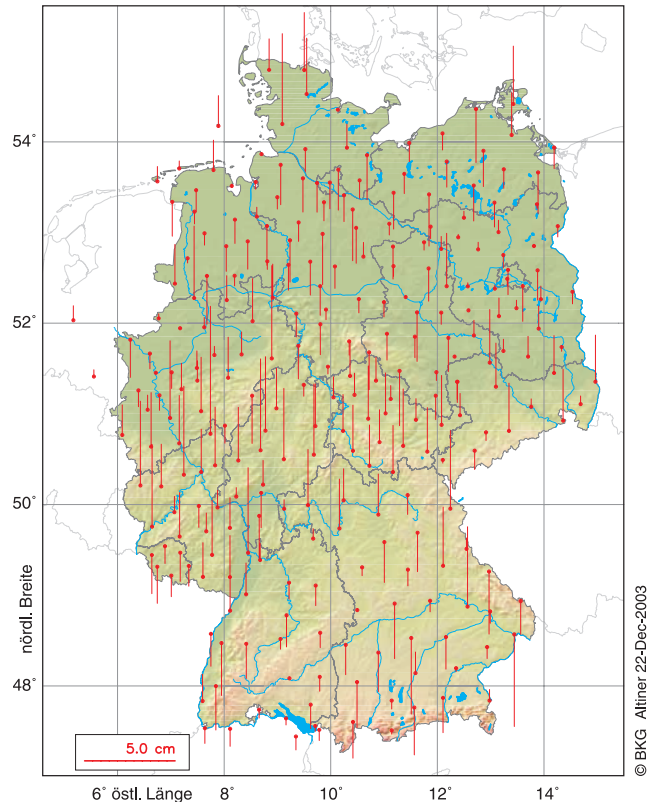 54°
52°
50°
48°
nördl. Breite
5.0 cm
6° östl. Länge
8°
10°
12°
14°
© BKG Altiner 22-Dec-2003